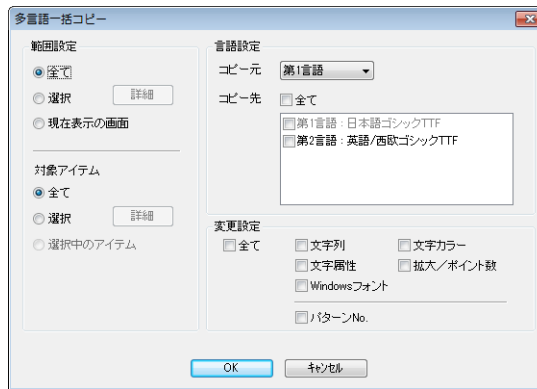 多言語一括コピー
範囲設定
全て
選択
詳細
現在表示の画面
対象アイテム
全て
選択
詳細
選択中のアイテム
言語設定
コピー元
第1言語
コピー先
全て
第1言語:日本語ゴシックTTF
第2言語:英語/西欧ゴシックTTF
変更設定
全て
文字列
文字カラー
文字属性
拡大/ポイント数
Windowsフォント
パターンNo.
OK
キャンセル